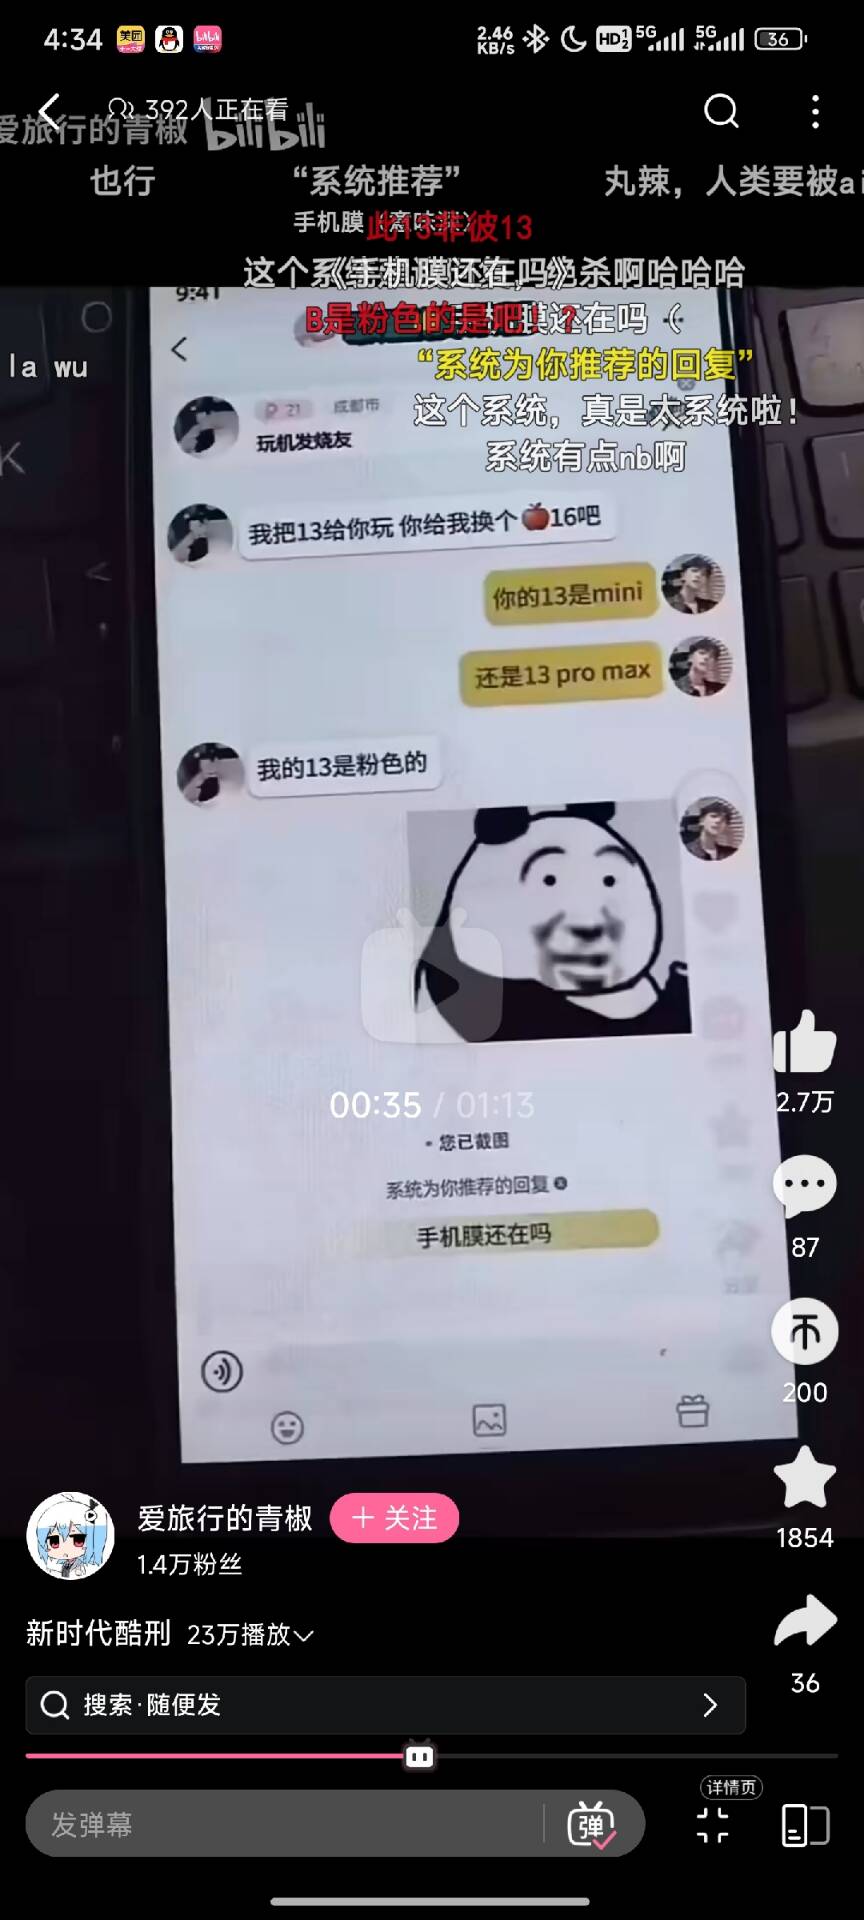 4:34
美团
bilibili
2.46
KB/s
HD
5G
5G
36
392人正在看
爱旅行的青椒
bilibili
也行
“系统推荐”
丸辣，人类要被ai
手机膜
此13非彼13
这个系
《手机膜还在吗》
绝杀啊哈哈哈
9:41
B是粉色的是吧！？
膜还在吗（
la wu
“系统为你推荐的回复”
21
成都市
这个系统，真是太系统啦！
玩机发烧友
系统有点nb啊
K
我把13给你玩 你给我换个🍎16吧
你的13是mini
还是13 pro max
我的13是粉色的
00:35 / 01:13
2.7万
您已截图
系统为你推荐的回复
手机膜还在吗
87
200
爱旅行的青椒
+ 关注
1.4万粉丝
1854
新时代酷刑 23万播放
36
搜索·随便发
详情页
发弹幕
弹